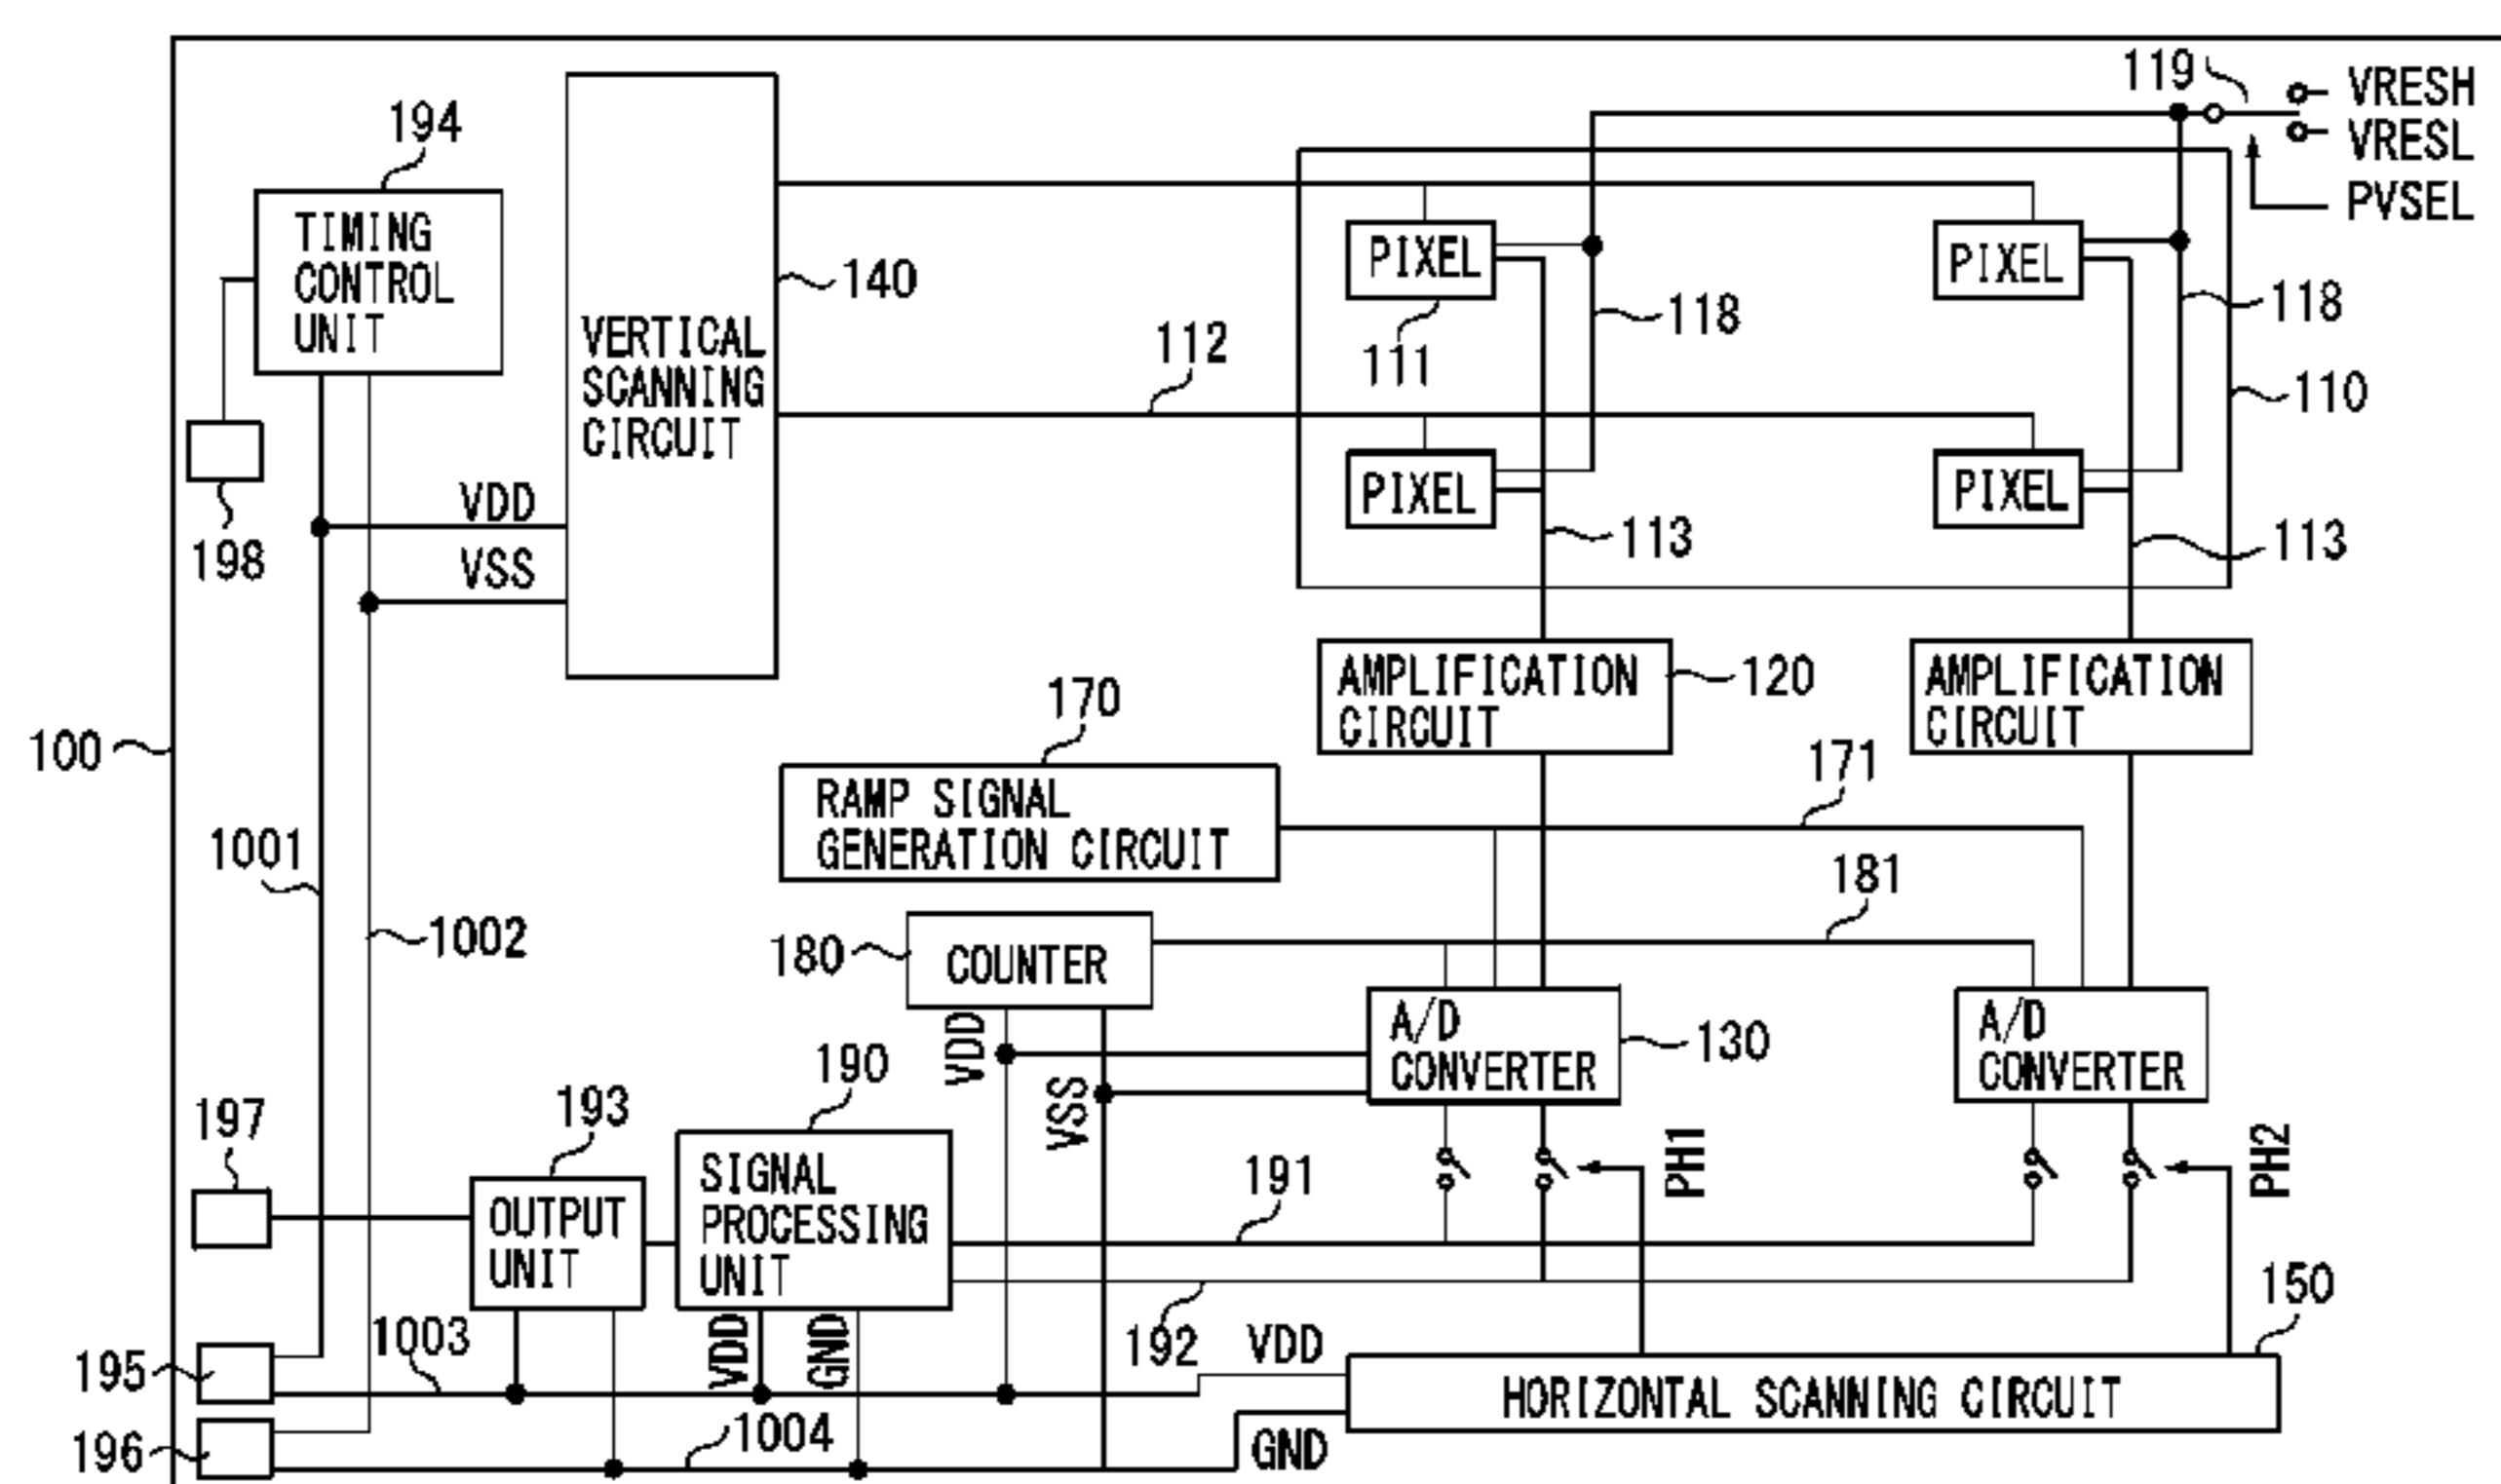 119
VRESH
VRESL
PVSEL
194
TIMING
CONTROL
UNIT
140
VERTICAL
SCANNING
CIRCUIT
PIXEL
PIXEL
111
118
118
112
110
198
VDD
VSS
PIXEL
PIXEL
113
113
AMPLIFICATION
CIRCUIT
120
AMPLIFICATION
CIRCUIT
100
170
RAMP SIGNAL
GENERATION CIRCUIT
171
1001
1002
181
180
COUNTER
VDD
VSS
A/D
CONVERTER
130
A/D
CONVERTER
190
193
197
OUTPUT
UNIT
SIGNAL
PROCESSING
UNIT
191
PH1
PH2
192
150
VDD
GND
1003
195
VDD
HORIZONTAL SCANNING CIRCUIT
196
1004
GND